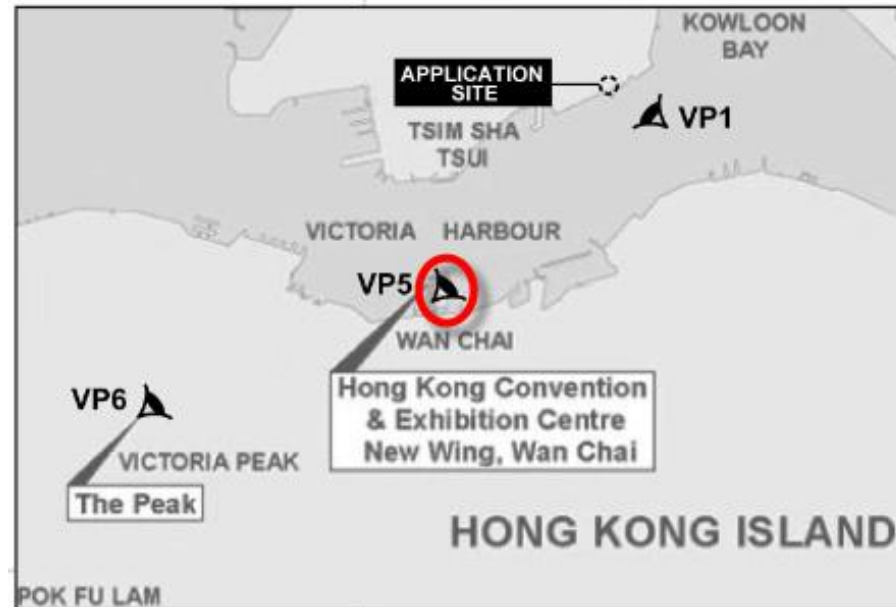 KOWLOON
BAY
APPLICATION
SITE
VP1
TSIM SHA
TSUI
VICTORIA HARBOUR
VP5
WAN CHAI
Hong Kong Convention
& Exhibition Centre
New Wing, Wan Chai
VP6
VICTORIA PEAK
The Peak
HONG KONG ISLAND
POK FU LAM